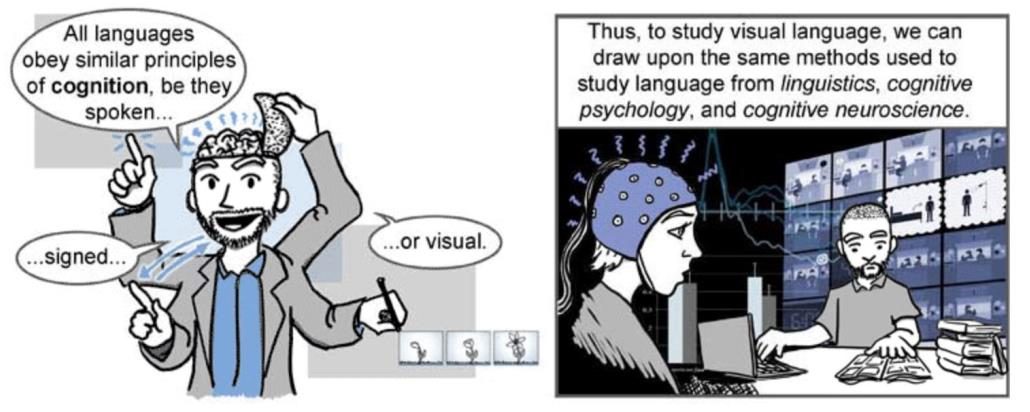 All languages
obey similar principles
of cognition, be they
spoken...
...signed...
...or visual.
Thus, to study visual language, we can
draw upon the same methods used to
study language from linguistics, cognitive
psychology, and cognitive neuroscience.